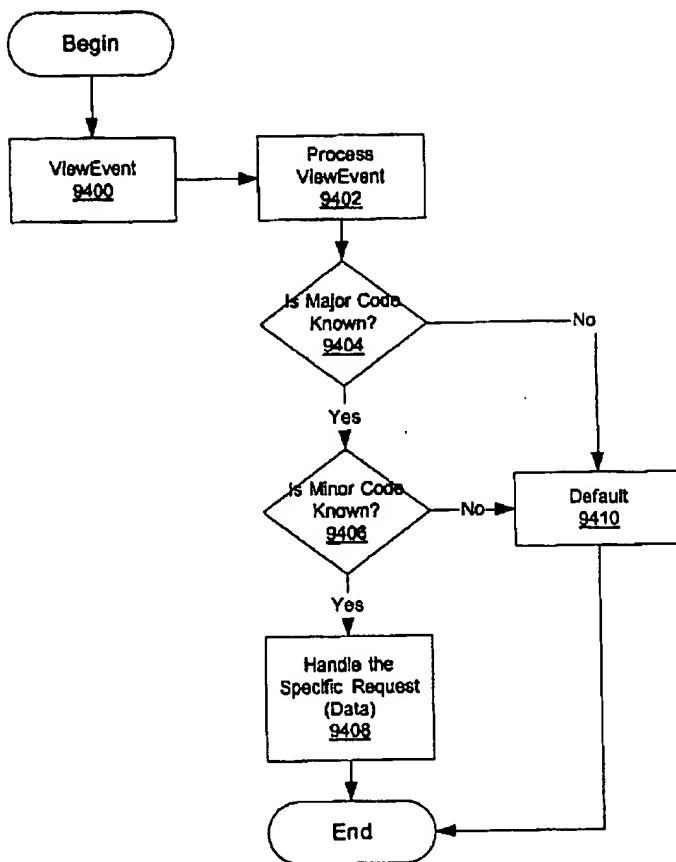 Begin
ViewEvent
9400
Process
ViewEvent
9402
Is Major Code
Known?
9404
No
Yes
Is Minor Code
Known?
9406
No
Default
9410
Yes
Handle the
Specific Request
(Data)
9408
End